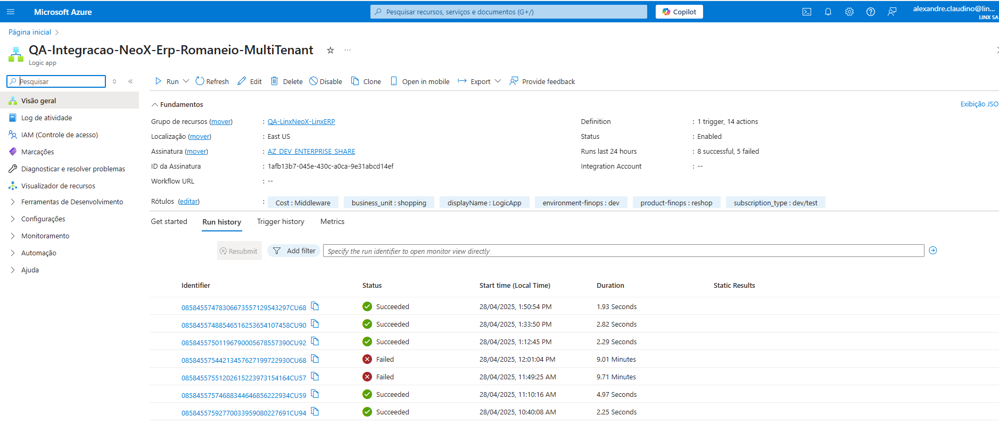 Microsoft Azure
Pesquisar recursos, serviços e documentos (G+/)
Copilot
alexandre.claudino@lin...
LINX SA
Página inicial
QA-Integracao-NeoX-Erp-Romaneio-MultiTenant
Logic app
Pesquisar
Run Refresh Edit Delete Disable Clone Open in mobile Export Provide feedback
Visão geral
Log de atividade
IAM (Controle de acesso)
Marcações
Diagnosticar e resolver problemas
Visualizador de recursos
Ferramentas de Desenvolvimento
Configurações
Monitoramento
Automação
Ajuda
Fundamentos
Exibição JSO
Grupo de recursos (mover) : QA-LinxNeoX-LinxERP
Localização (mover) : East US
Assinatura (mover) : AZ_DEV_ENTERPRISE_SHARE
ID da Assinatura : 1afb13b7-045e-430c-a0ca-9e31abcd14ef
Workflow URL : --
Definition : 1 trigger, 14 actions
Status : Enabled
Runs last 24 hours : 8 successful, 5 failed
Integration Account : --
Rótulos (editar) : Cost : Middleware business_unit : shopping displayName : LogicApp environment-finops : dev product-finops : reshop subscription_type : dev/test
Get started Run history Trigger history Metrics
Resubmit Add filter Specify the run identifier to open monitor view directly
Identifier Status Start time (Local Time) Duration Static Results
08584557478306673557129543297CU68 Succeeded 28/04/2025, 1:50:54 PM 1.93 Seconds
08584557488546516253654107458CU90 Succeeded 28/04/2025, 1:33:50 PM 2.82 Seconds
08584557501196790005678557390CU92 Succeeded 28/04/2025, 1:12:45 PM 2.29 Seconds
08584557544213457627199722930CU68 Failed 28/04/2025, 12:01:04 PM 9.01 Minutes
08584557551202615223973154164CU57 Failed 28/04/2025, 11:49:25 AM 9.71 Minutes
08584557574688344646856222934CU59 Succeeded 28/04/2025, 11:10:16 AM 4.97 Seconds
08584557592770033959080227691CU94 Succeeded 28/04/2025, 10:40:08 AM 2.25 Seconds